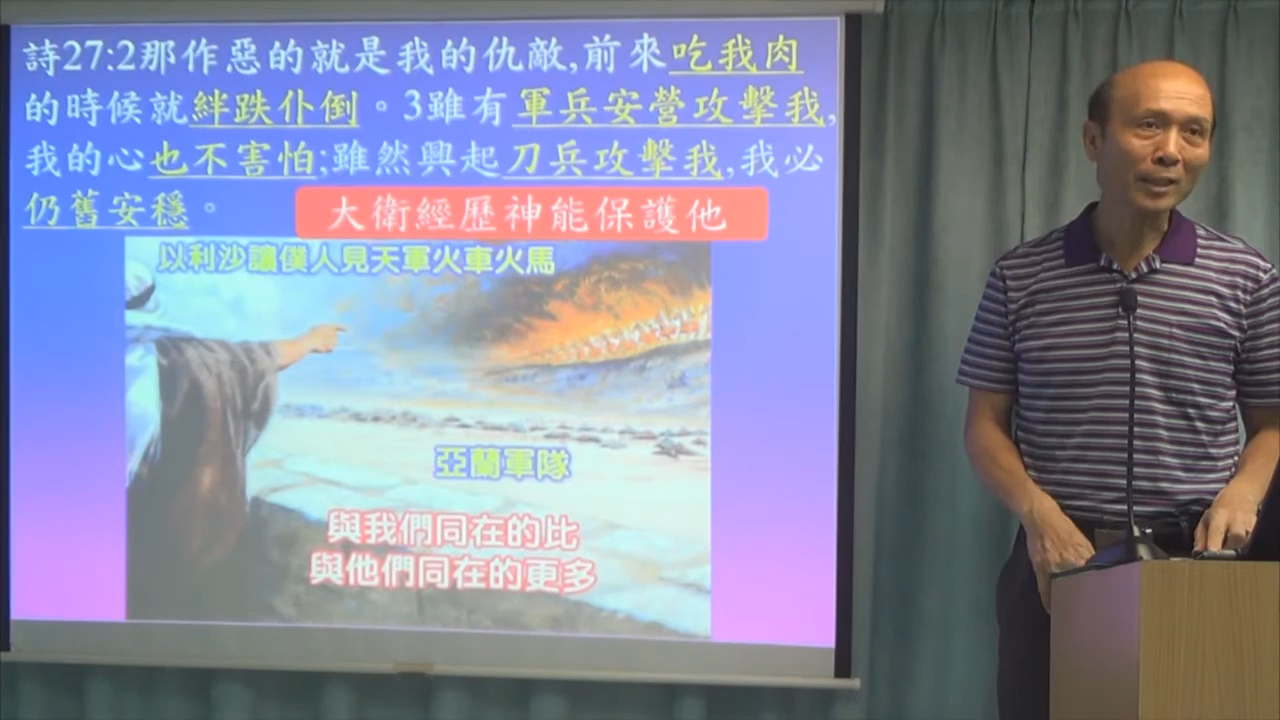 詩27:2那作惡的就是我的仇敵,前來吃我肉
的時候就絆跌仆倒。3雖有軍兵安營攻擊我,
我的心也不害怕;雖然興起刀兵攻擊我,我必
仍舊安穩。
大衛經歷神能保護他
以利沙讓僕人見天軍火車火馬
亞蘭軍隊
與我們同在的比
與他們同在的更多